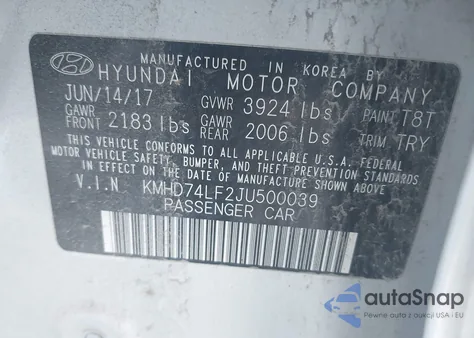 MANUFACTURED IN KOREA BY
HYUNDAI MOTOR COMPANY
JUN/14/17 GVWR 3924 lbs PAINT T8T
GAWR FRONT 2183 lbs GAWR REAR 2006 lbs TRIM TRY
THIS VEHICLE CONFORMS TO ALL APPLICABLE FEDERAL
MOTOR VEHICLE SAFETY, BUMPER, AND THEFT PREVENTION STANDARDS
IN EFFECT ON THE DATE OF MANUFACTURE SHOWN ABOVE.
V.I.N. KMHD74LF2JU500039
PASSENGER CAR
autoSnap
Pewne auto z aukcji USA i EU